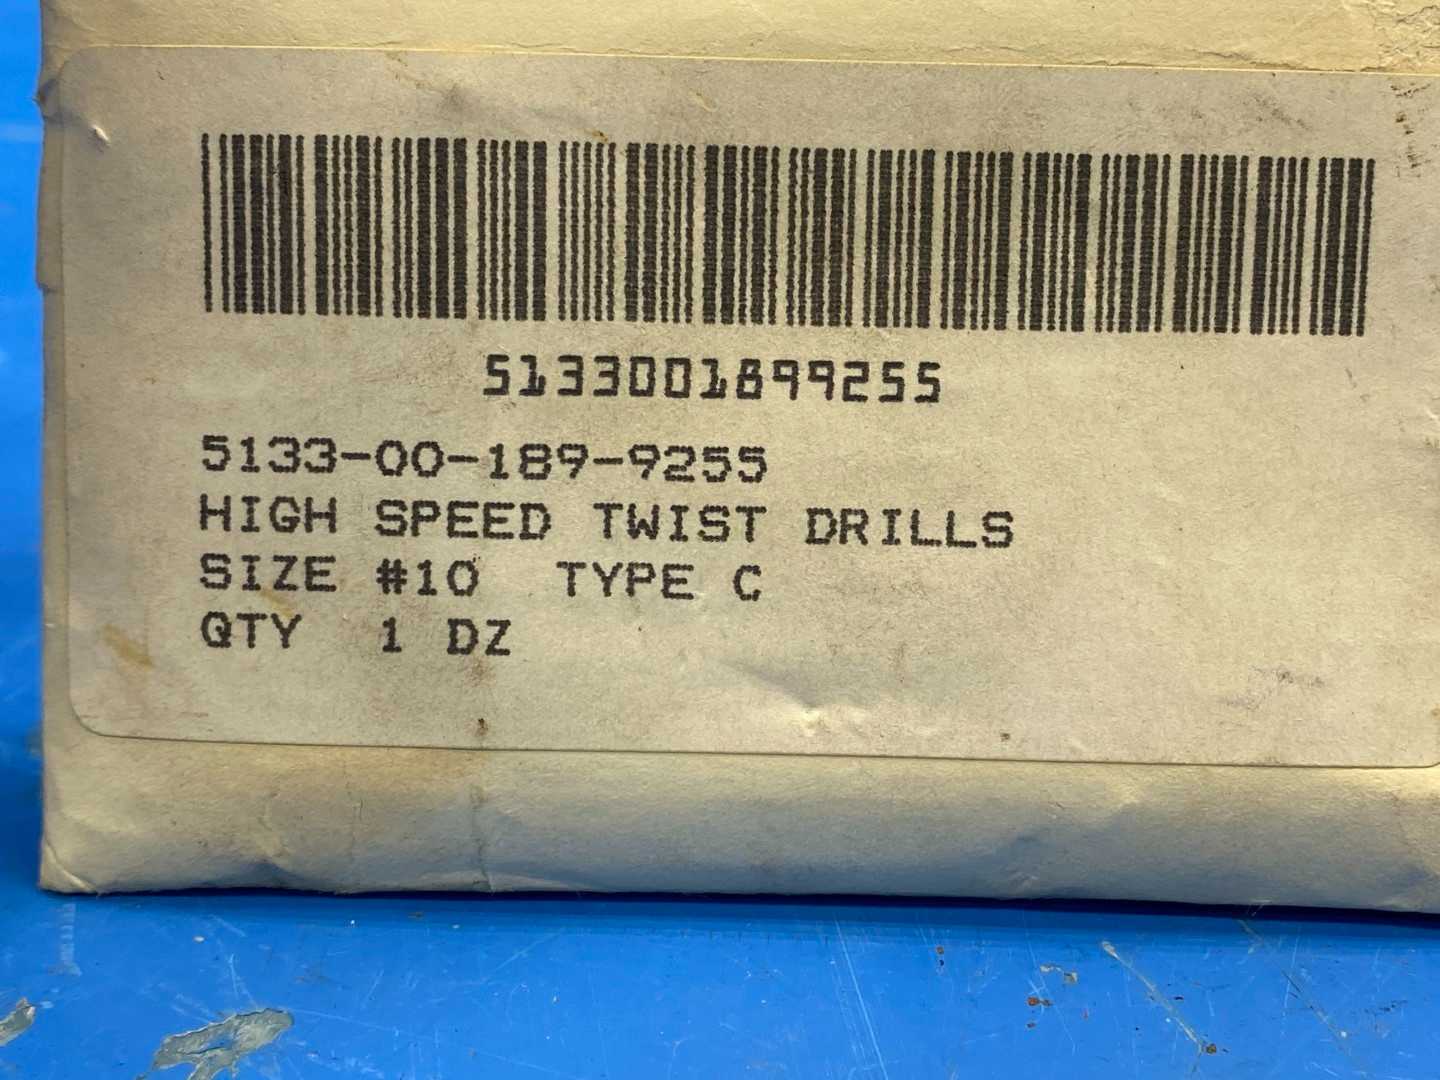 5133001899255
5133-00-189-9255
HIGH SPEED TWIST DRILLS
SIZE #10 TYPE C
QTY 1 DZ